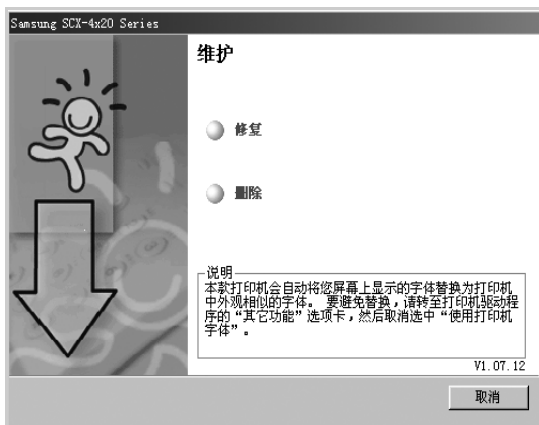 Samsung SCX-4x20 Series
维护
修复
删除
说明
本款打印机会自动将您屏幕上显示的字体替换为打印机
中外观相似的字体。 要避免替换，请转至打印机驱动程
序的“其它功能”选项卡，然后取消选中“使用打印机
字体”。
V1.07.12
取消